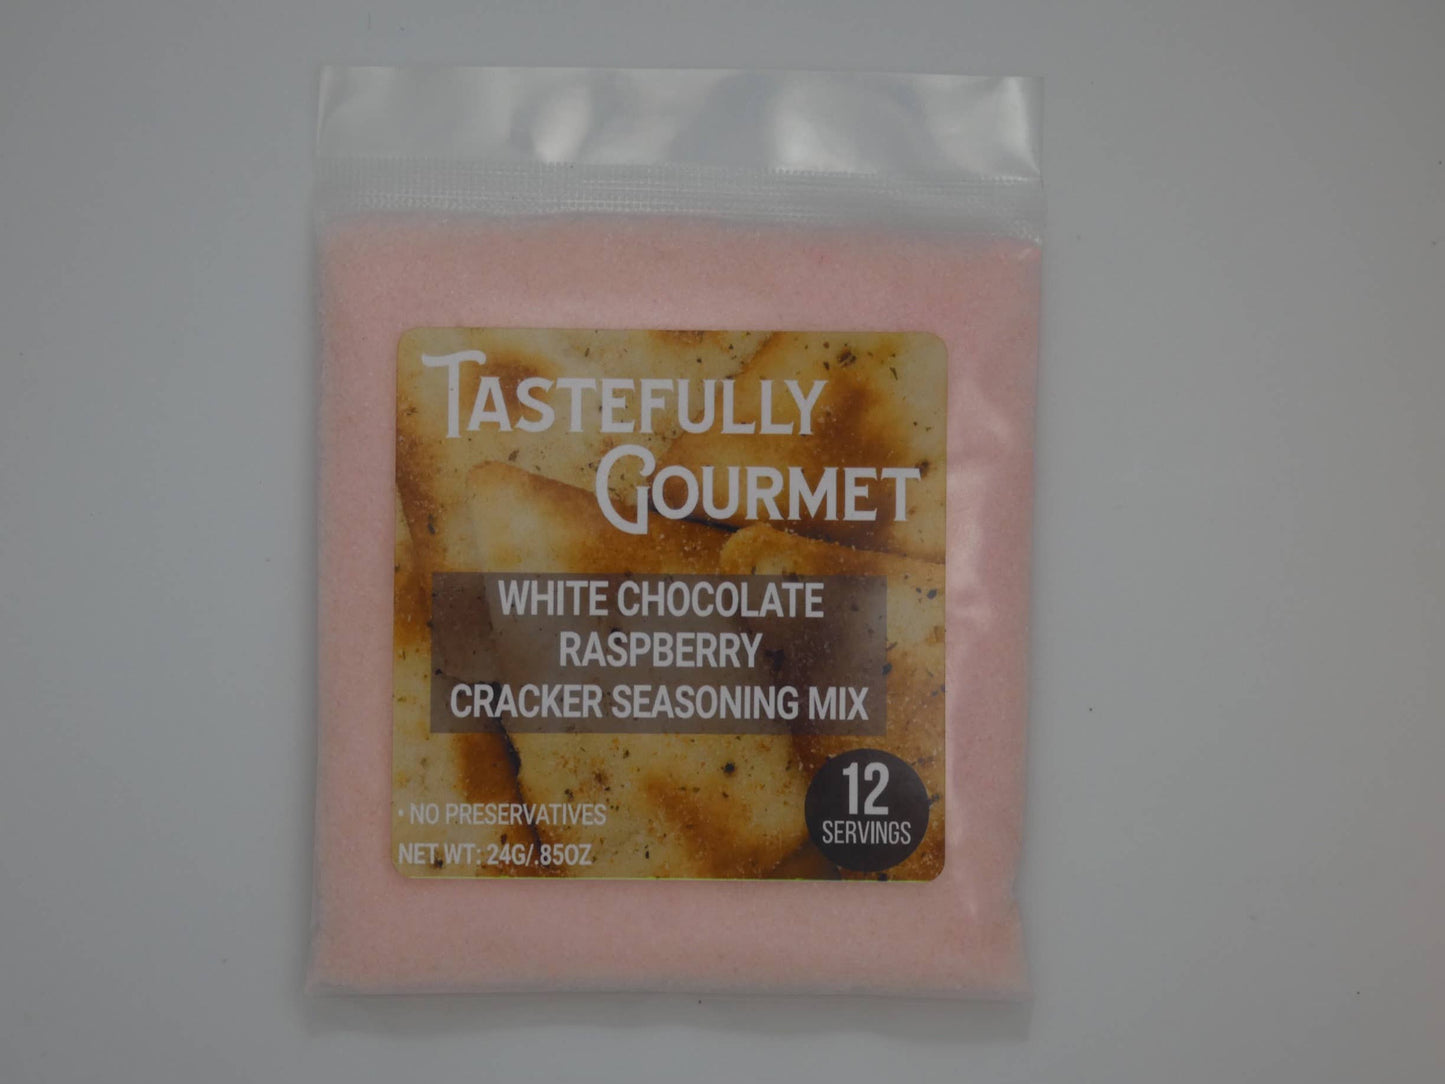 TASTEFULLY
GOURMET
WHITE CHOCOLATE
RASPBERRY
CRACKER SEASONING MIX
12
SERVINGS
• NO PRESERVATIVES
NET WT: 24G/.85OZ